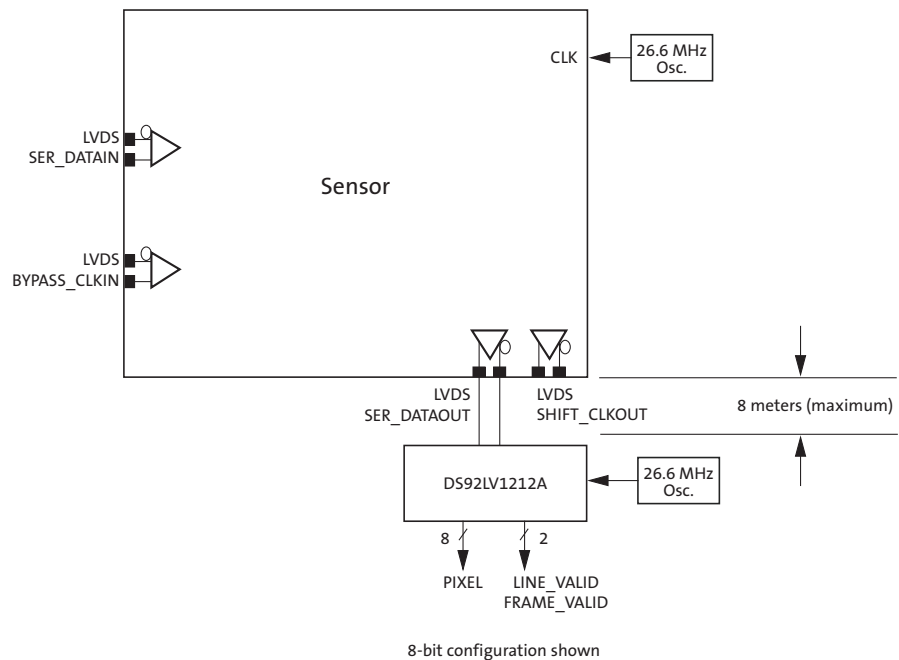 CLK
26.6 MHz
Osc.
LVDS
SER_DATAIN
Sensor
LVDS
BYPASS_CLKIN
LVDS
SER_DATAOUT
LVDS
SHIFT_CLKOUT
8 meters (maximum)
DS92LV1212A
26.6 MHz
Osc.
8
2
PIXEL
LINE_VALID
FRAME_VALID
8-bit configuration shown